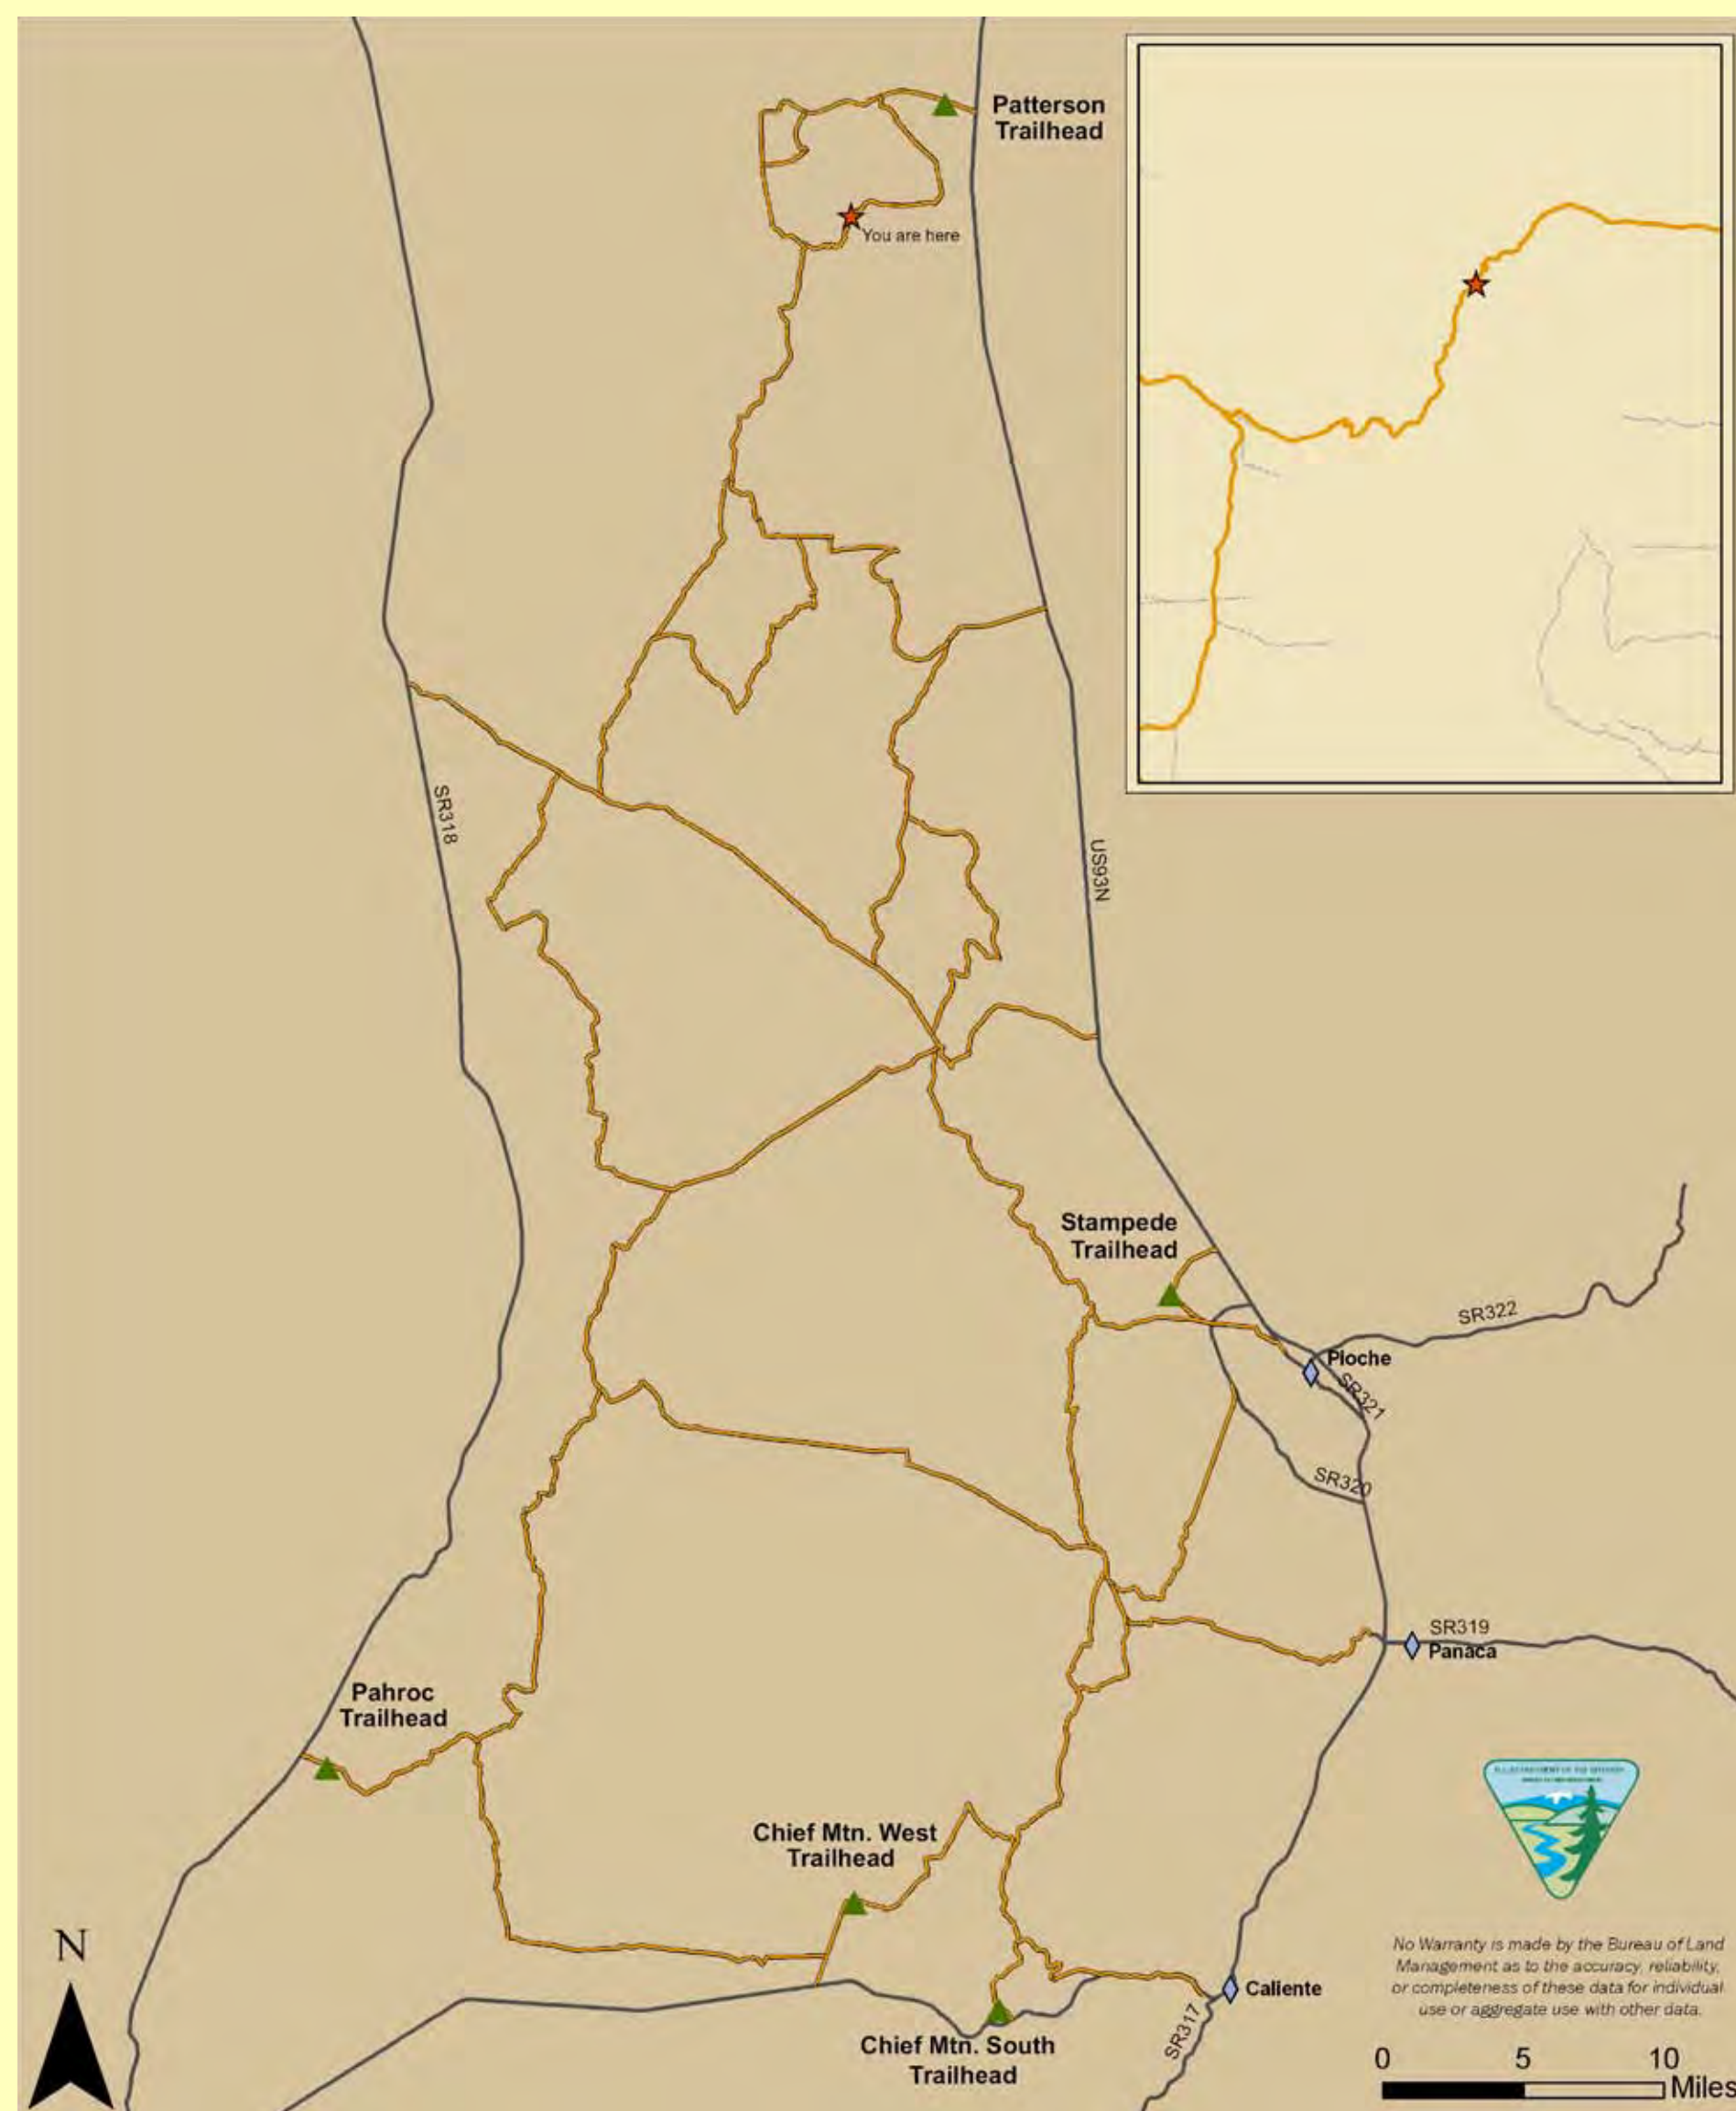 Patterson
Trailhead
You are here
SR318
US93N
Stampede
Trailhead
SR322
Pioche
SR321
SR320
SR319
Panaca
Pahroc
Trailhead
Chief Mtn. West
Trailhead
N
No Warranty is made by the Bureau of Land
Management as to the accuracy, reliability,
or completeness of these data for individual
use or aggregate use with other data.
Caliente
SR317
Chief Mtn. South
Trailhead
0 5 10
Miles